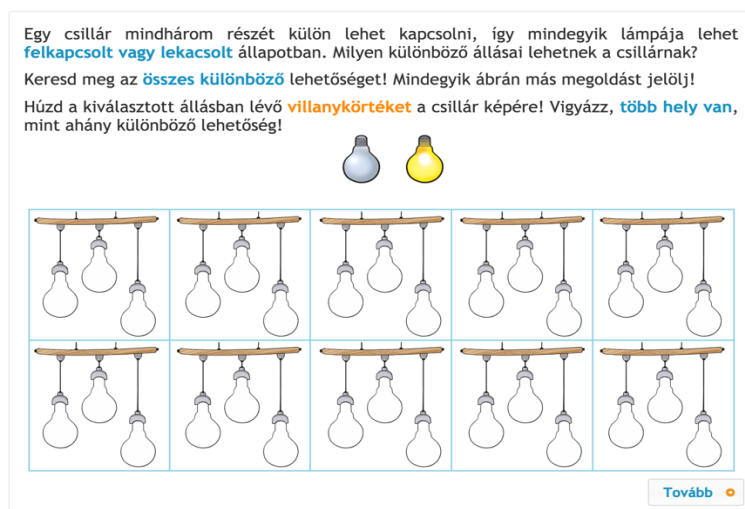 Egy csillár mindhárom részét külön lehet kapcsolni, így mindegyik lámpája lehet
felkapcsolt vagy lekacsolt állapotban. Milyen különböző állásai lehetnek a csillárnak?
Keresd meg az összes különböző lehetőséget! Mindegyik ábrán más megoldást jelölj!
Húzd a kiválasztott állásban lévő villanykörtéket a csillár képére! Vigyázz, több hely van,
mint ahány különböző lehetőség!
Tovább